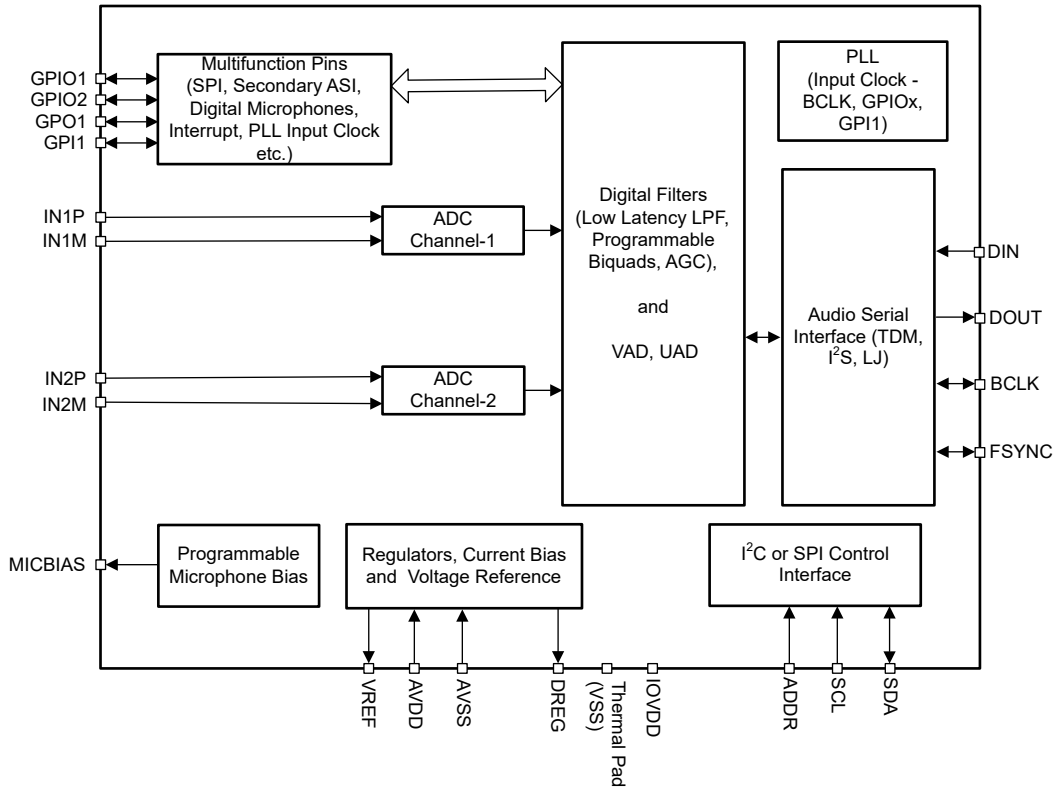 GPIO1
GPIO2
GPO1
GPI1
Multifunction Pins
(SPI, Secondary ASI,
Digital Microphones,
Interrupt, PLL Input Clock
etc.)
PLL
(Input Clock -
BCLK, GPIOx,
GPI1)
IN1P
IN1M
ADC
Channel-1
Digital Filters
(Low Latency LPF,
Programmable
Biquads, AGC),
and
VAD, UAD
Audio Serial
Interface (TDM,
I²S, LJ)
DIN
DOUT
BCLK
FSYNC
IN2P
IN2M
ADC
Channel-2
MICBIAS
Programmable
Microphone Bias
Regulators, Current Bias
and Voltage Reference
I²C or SPI Control
Interface
VREF
AVDD
AVSS
DREG
Thermal Pad
(VSS)
IOVDD
ADDR
SCL
SDA